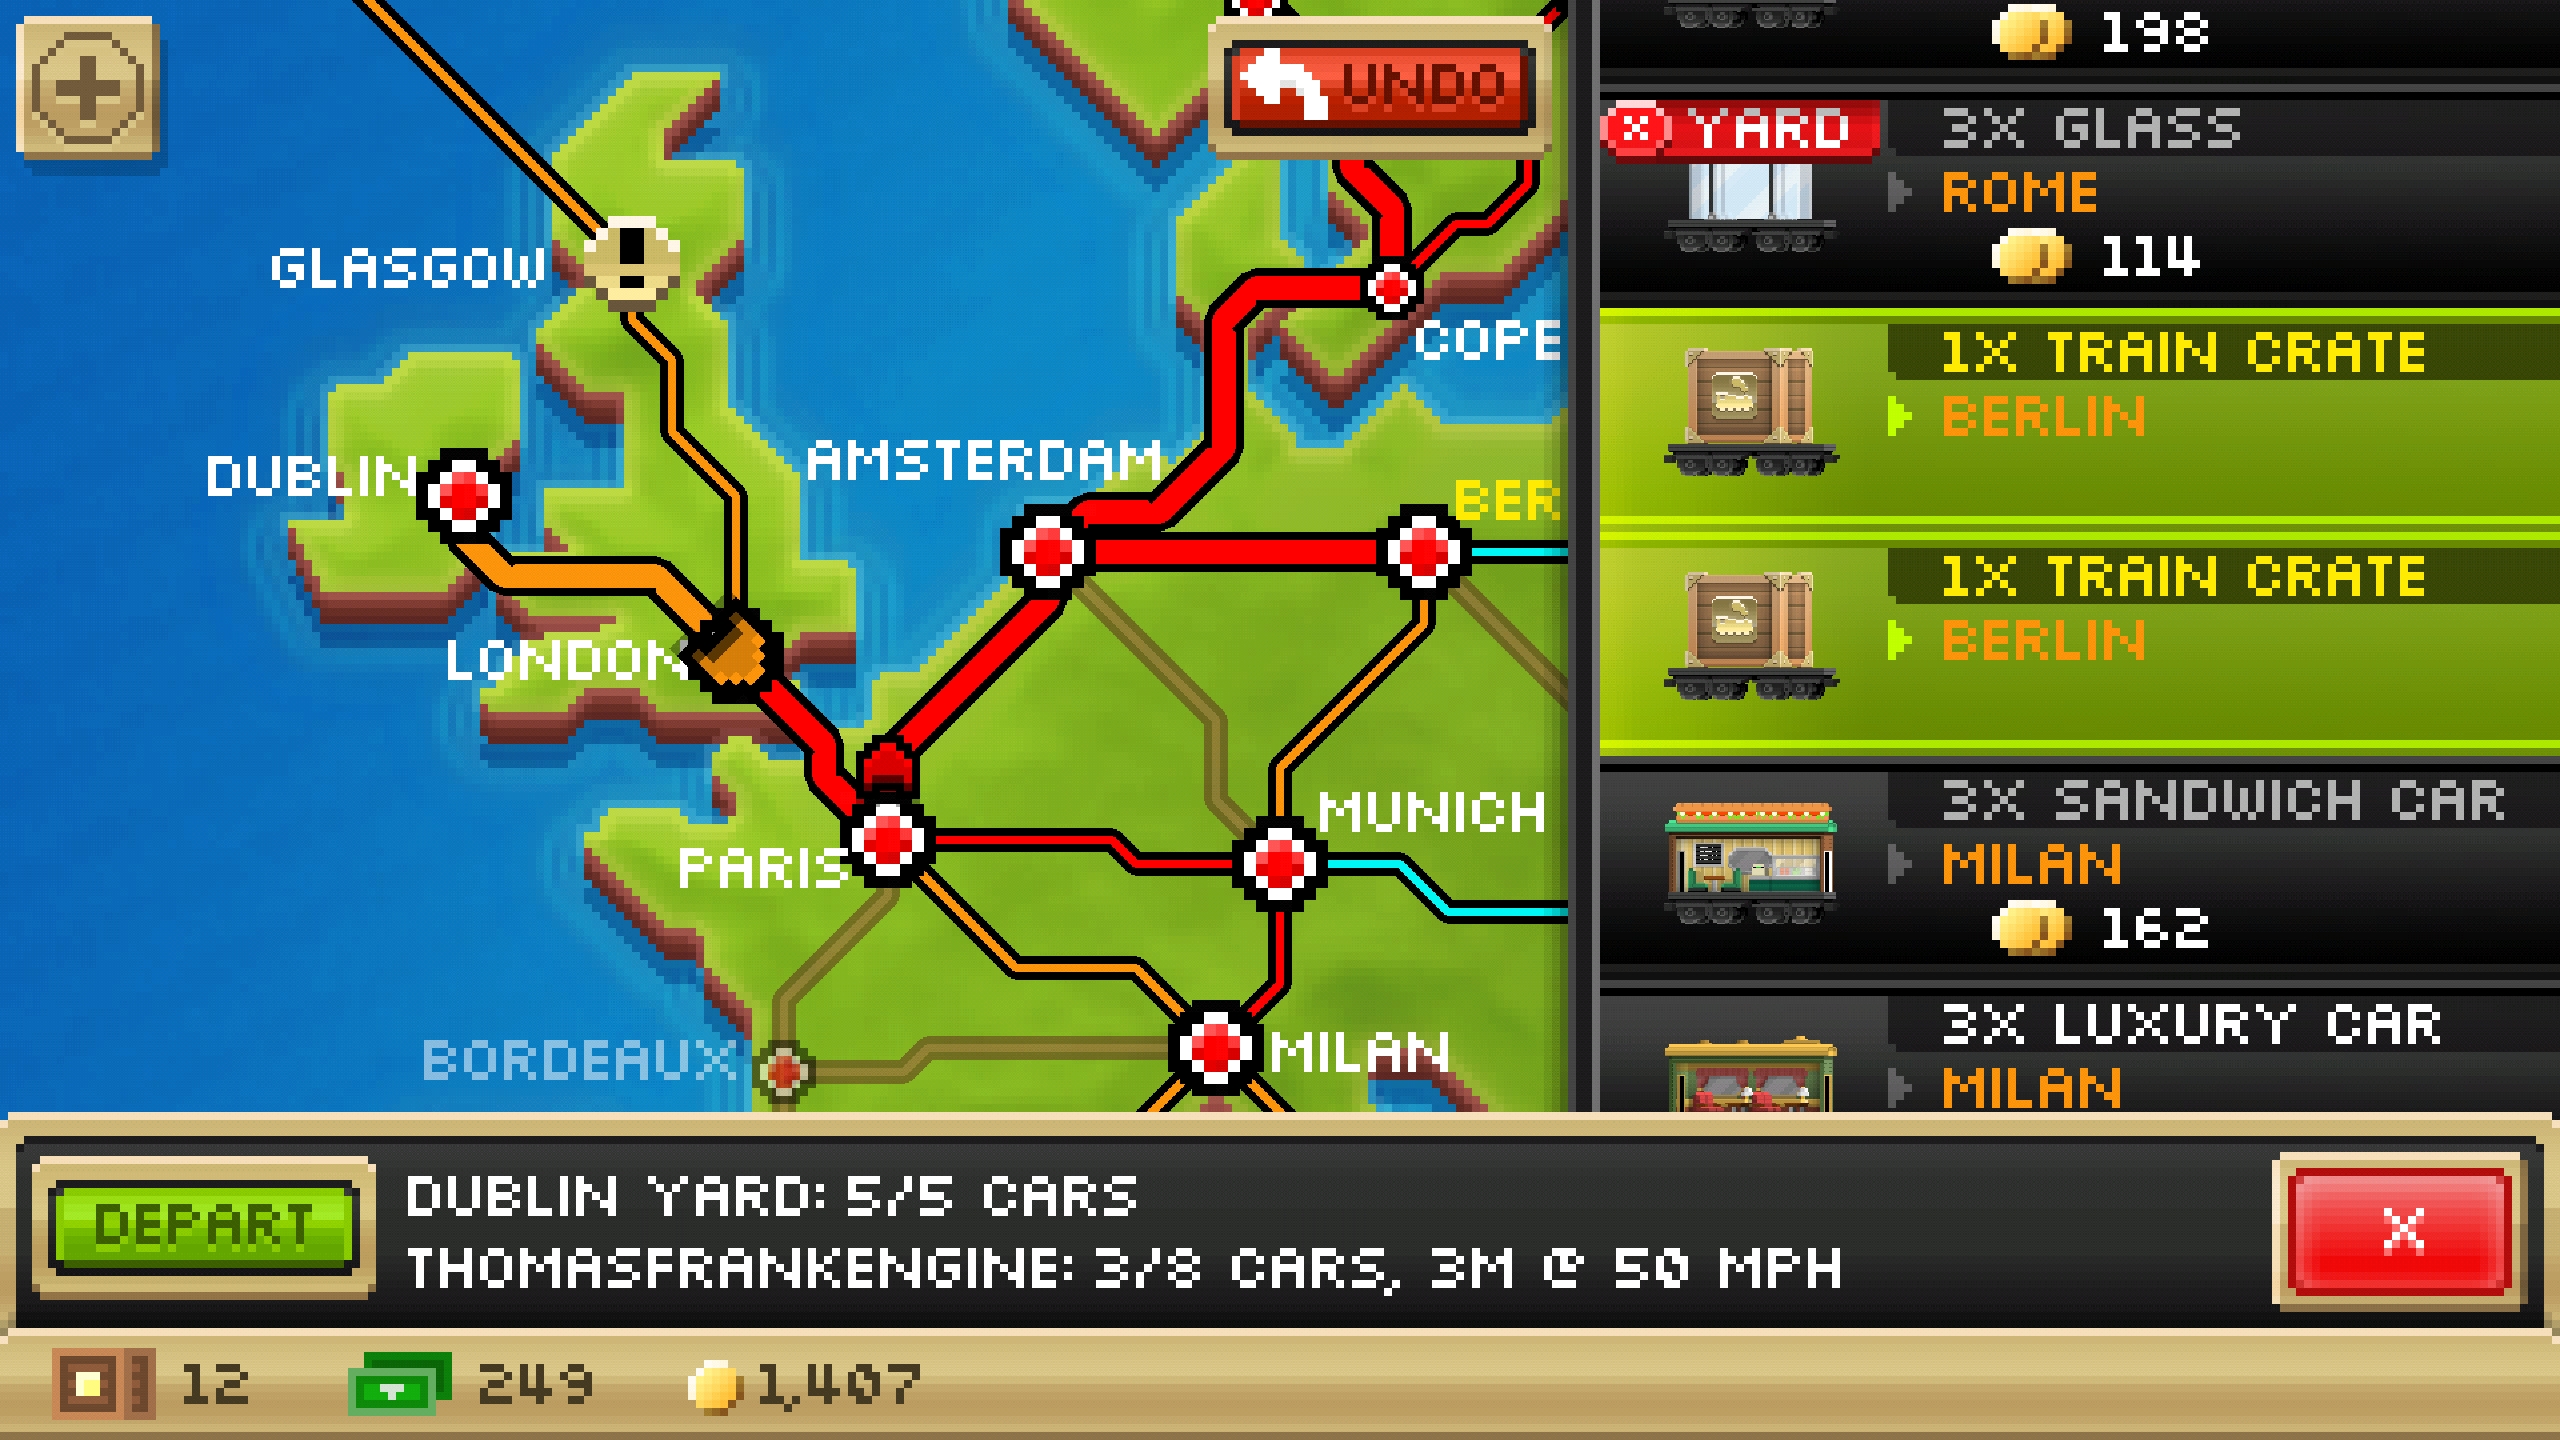 UNDO
GLASGOW
COPE
DUBLIN
AMSTERDAM
BER
LONDON
MUNICH
PARIS
BORDEAUX
MILAN
198
YARD
3X GLASS
ROME
114
1X TRAIN CRATE
BERLIN
1X TRAIN CRATE
BERLIN
3X SANDWICH CAR
MILAN
162
3X LUXURY CAR
MILAN
DEPART
DUBLIN YARD: 5/5 CARS
THOMASFRANKENGINE: 3/8 CARS, 3M @ 50 MPH
X
12
249
1,407